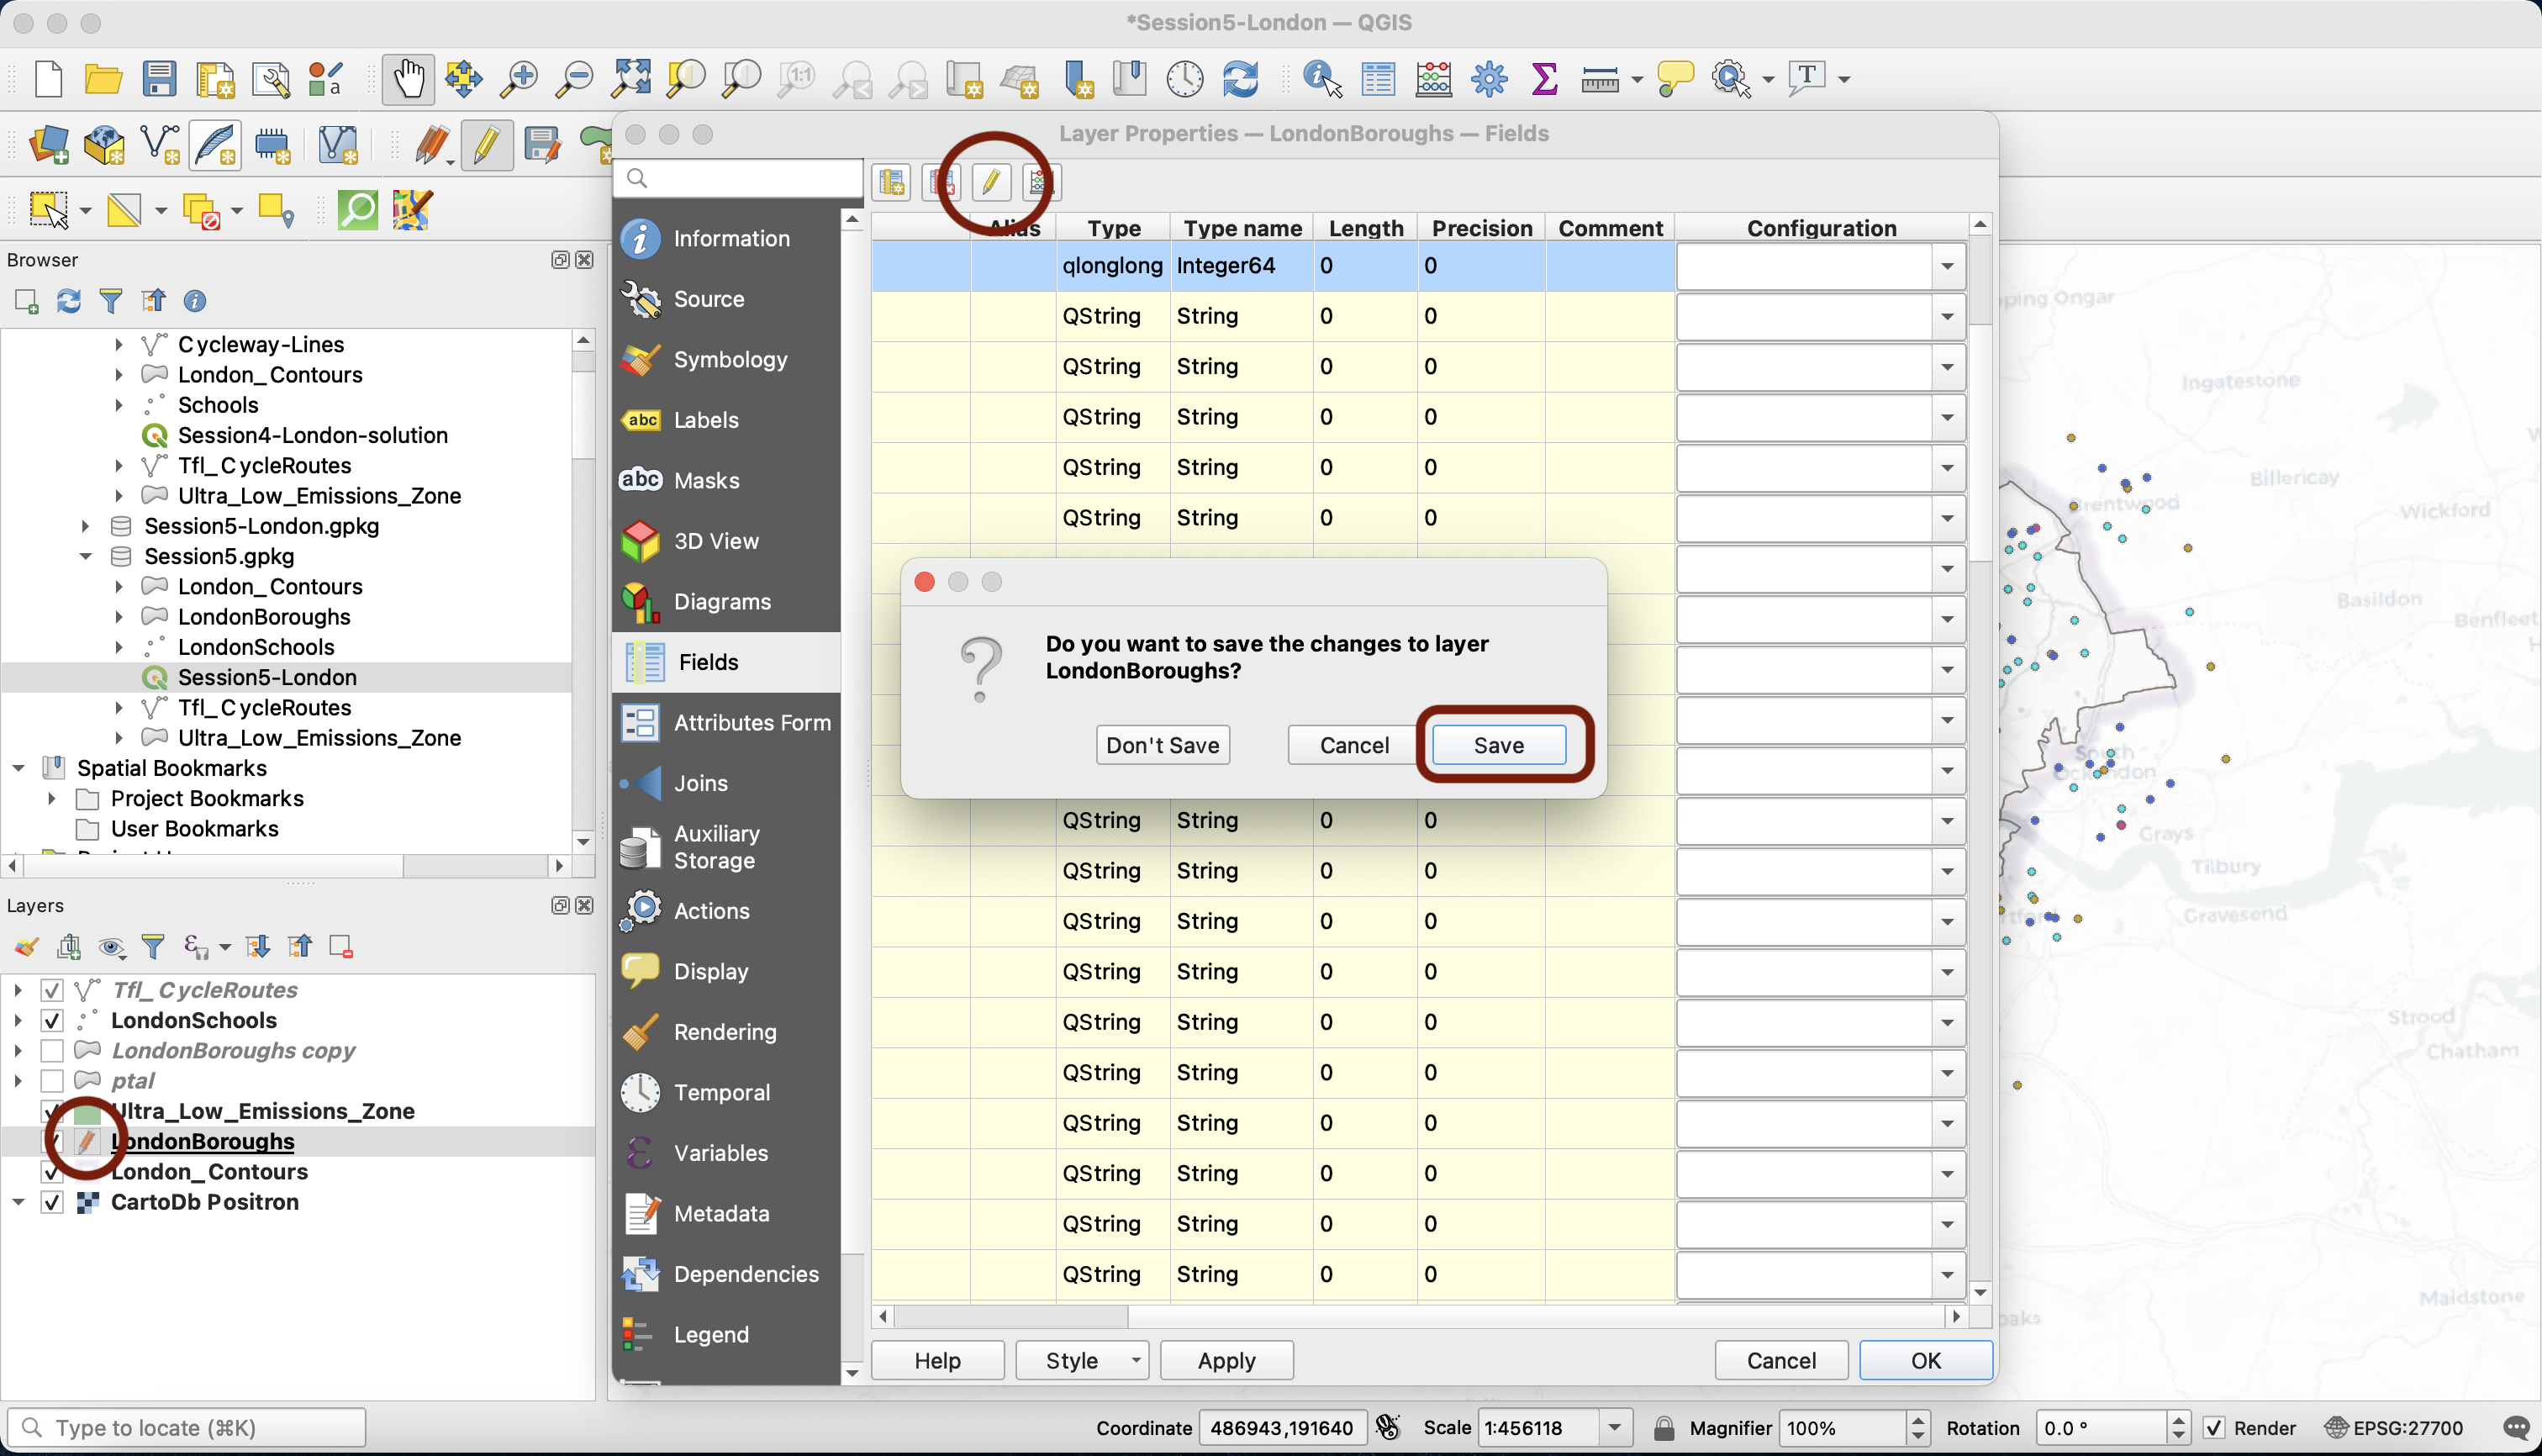 *Session5-London — QGIS
Layer Properties — LondonBoroughs — Fields
Browser
Cycleway-Lines
London_Contours
Schools
Session4-London-solution
Tfl_CycleRoutes
Ultra_Low_Emissions_Zone
Session5-London.gpkg
Session5.gpkg
London_Contours
LondonBoroughs
LondonSchools
Session5-London
Tfl_CycleRoutes
Ultra_Low_Emissions_Zone
Spatial Bookmarks
Project Bookmarks
User Bookmarks
Layers
Tfl_CycleRoutes
LondonSchools
LondonBoroughs copy
ptal
Ultra_Low_Emissions_Zone
LondonBoroughs
London_Contours
CartoDb Positron
Information
Source
Symbology
abc Labels
abc Masks
3D View
Diagrams
Fields
Attributes Form
Joins
Auxiliary
Storage
Actions
Display
Rendering
Temporal
Variables
Metadata
Dependencies
Legend
Alias Type Type name Length Precision Comment Configuration
qlonglong Integer64 0 0
QString String 0 0
QString String 0 0
QString String 0 0
QString String 0 0
QString String 0 0
Do you want to save the changes to layer
LondonBoroughs?
Don't Save Cancel Save
QString String 0 0
QString String 0 0
QString String 0 0
QString String 0 0
QString String 0 0
QString String 0 0
QString String 0 0
QString String 0 0
QString String 0 0
QString String 0 0
Help Style Apply Cancel OK
Ingatestone
Billericay
Brentwood
Wickford
Basildon
Benfleet
South
Ockendon
Grays
Tilbury
Gravesend
Strood
Chatham
Maidstone
Type to locate (⌘K) Coordinate 486943,191640 Scale 1:456118 Magnifier 100% Rotation 0.0 ° Render EPSG:27700